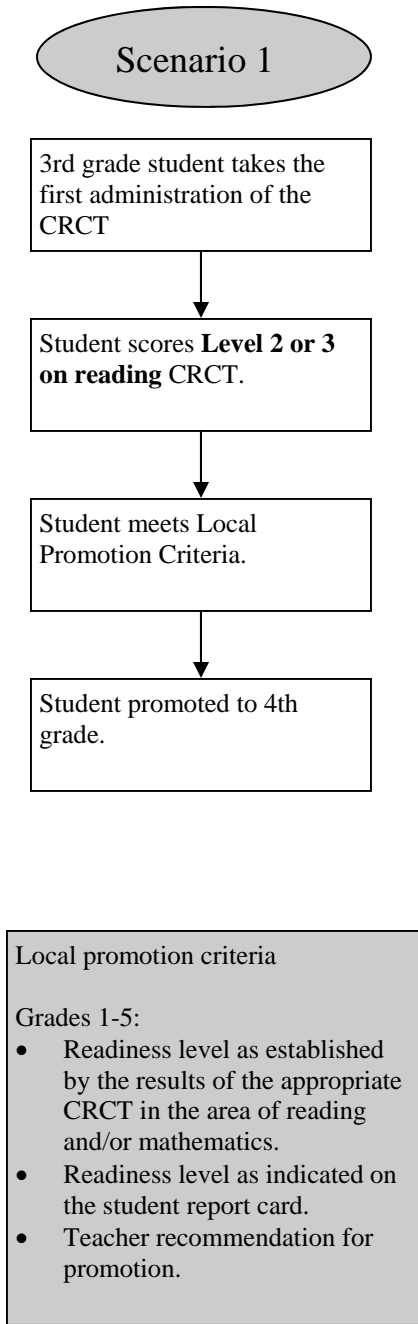 Scenario 1
3rd grade student takes the
first administration of the
CRCT
Student scores Level 2 or 3
on reading CRCT.
Student meets Local
Promotion Criteria.
Student promoted to 4th
grade.
Local promotion criteria
Grades 1-5:
• Readiness level as established
by the results of the appropriate
CRCT in the area of reading
and/or mathematics.
• Readiness level as indicated on
the student report card.
• Teacher recommendation for
promotion.